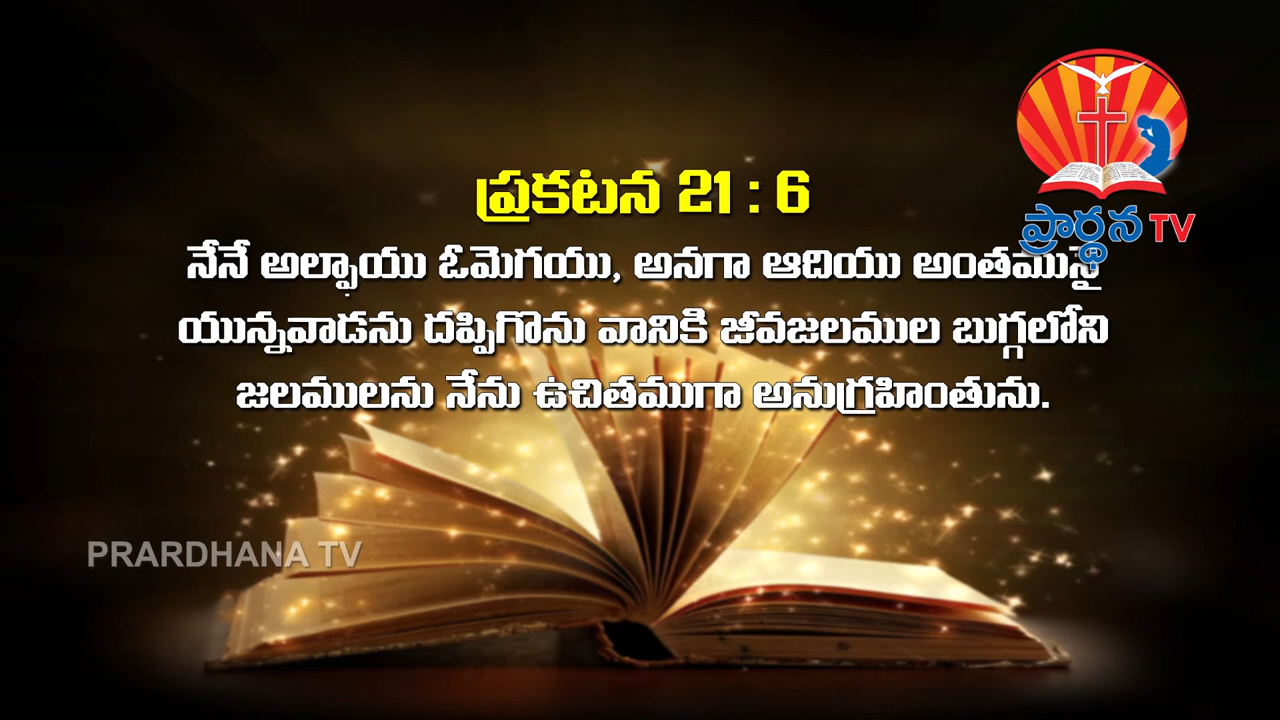 ప్రకటన 21 : 6
నేనే అల్ఫాయు ఓమెగయు, అనగా ఆదియు అంతమునై
యున్నవాడను దప్పిగొను వానికి జీవజలముల బుగ్గలోని
జలములను నేను ఉచితముగా అనుగ్రహింతును.
ప్రార్ధన TV
PRARDHANA TV